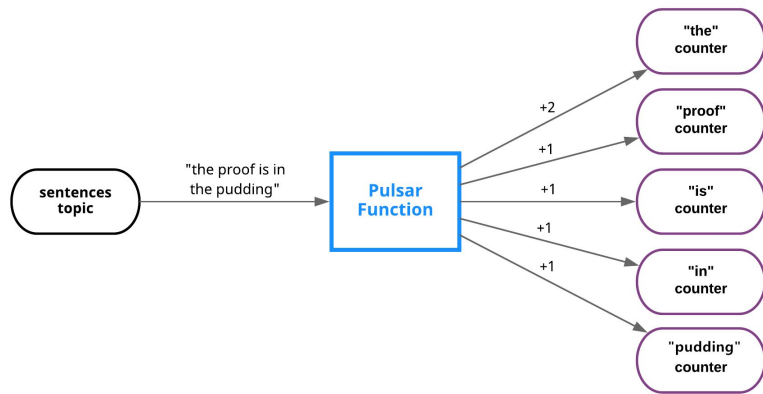 sentences
topic
"the proof is in
the pudding"
Pulsar
Function
+2
+1
+1
+1
+1
"the"
counter
"proof"
counter
"is"
counter
"in"
counter
"pudding"
counter